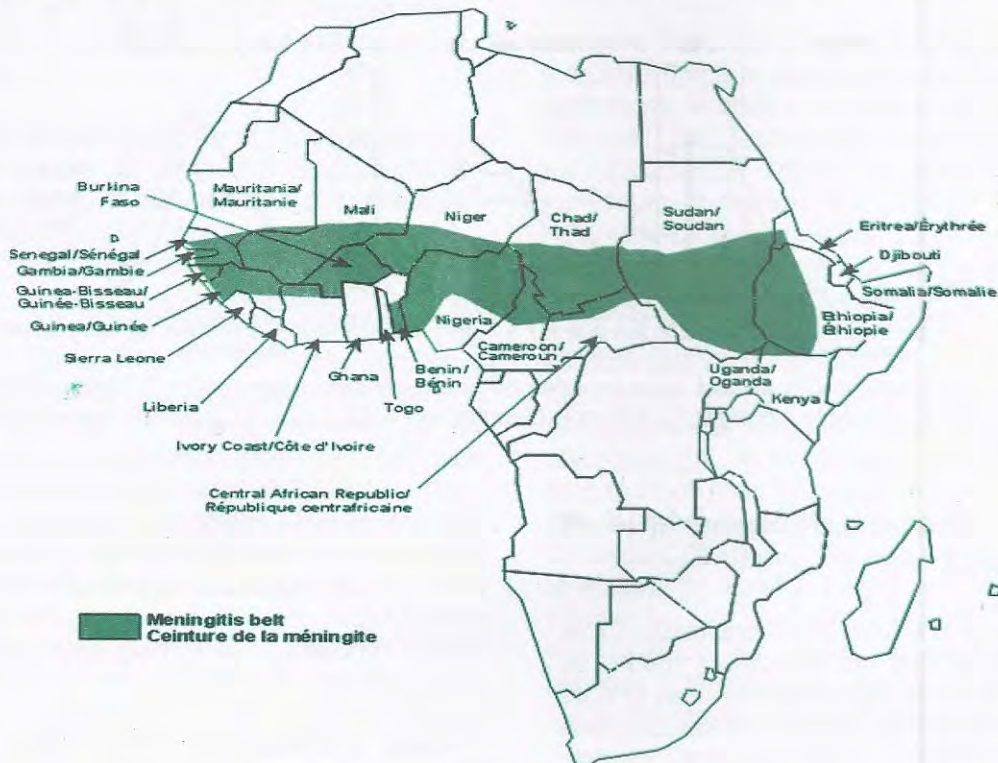 Burkina
Faso
Mauritania/
Mauritanie
Mali
Niger
Chad/
Thad
Sudan/
Soudan
Eritrea/Érythrée
Djibouti
Somalia/Somalie
Ethiopia/
Éthiopie
Senegal/Sénégal
Gambia/Gambie
Guinea-Bisseau/
Guinée-Bisseau
Guinea/Guinée
Sierra Leone
Liberia
Ivory Coast/Côte d'Ivoire
Ghana
Togo
Benin/
Bénin
Nigeria
Cameroon/
Cameroun
Uganda/
Oganda
Kenya
Central African Republic/
République centrafricaine
Meningitis belt
Ceinture de la méningite